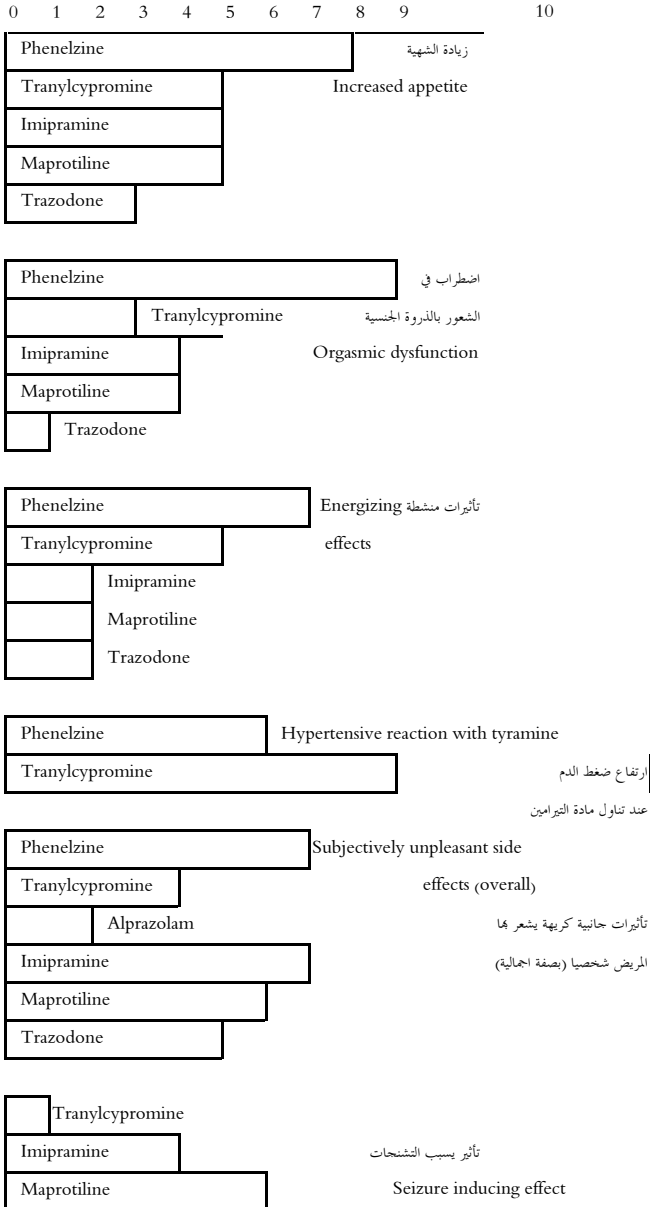 0 1 2 3 4 5 6 7 8 9 10
Phenelzine زيادة الشهية
Tranylcypromine Increased appetite
Imipramine
Maprotiline
Trazodone
Phenelzine اضطراب في
Tranylcypromine الشعور بالذروة الجنسية
Imipramine Orgasmic dysfunction
Maprotiline
Trazodone
Phenelzine Energizing تأثيرات منشطة
Tranylcypromine effects
Imipramine
Maprotiline
Trazodone
Phenelzine Hypertensive reaction with tyramine
Tranylcypromine ارتفاع ضغط الدم
عند تناول مادة التيرامين
Phenelzine Subjectively unpleasant side
Tranylcypromine effects (overall)
Alprazolam تأثيرات جانبية كريهة يشعر بها
Imipramine المريض شخصيا (بصفة اجمالية)
Maprotiline
Trazodone
Tranylcypromine
Imipramine تأثير يسبب التشنجات
Maprotiline Seizure inducing effect